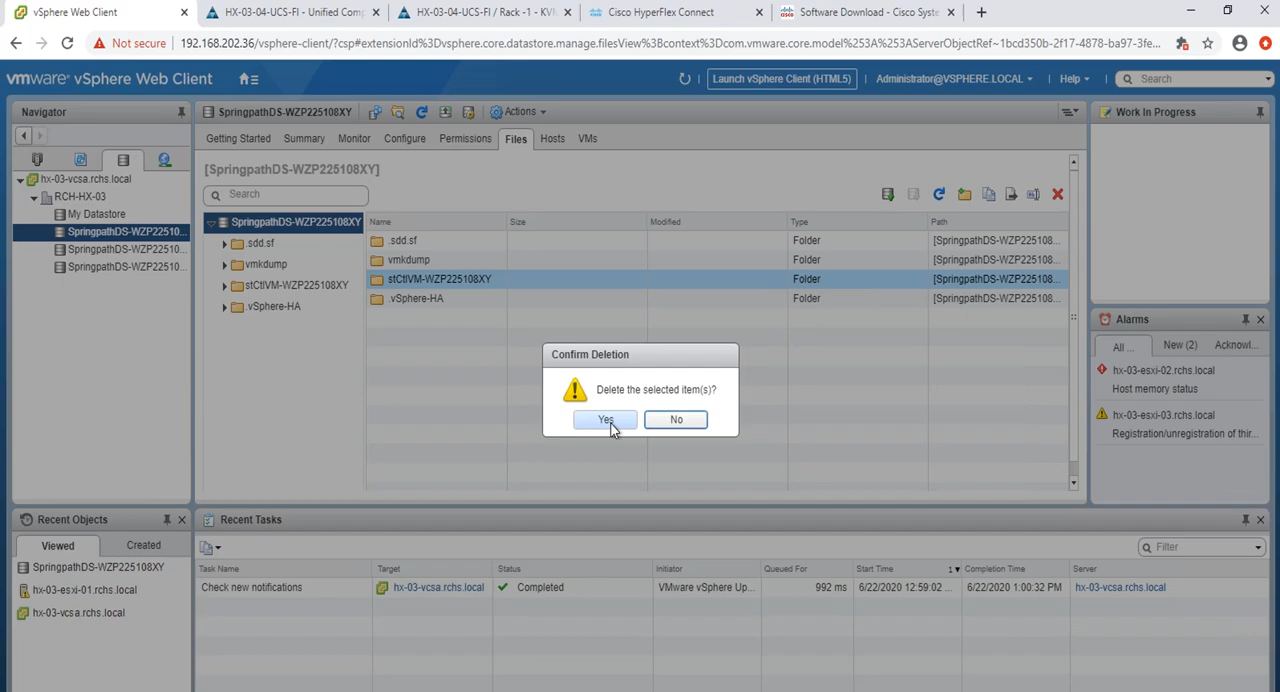 vSphere Web Client
HX-03-04-UCS-FI - Unified Comp
HX-03-04-UCS-FI / Rack -1 - KVM
Cisco HyperFlex Connect
Software Download - Cisco Syste
Not secure
192.168.202.36/vsphere-client/?csp#extensionId%3Dvsphere.core.datastore.manage.filesView%3Bcontext%3Dcom.vmware.core.model%253A%253AServerObjectRef~1bcd350b-2f17-4878-ba97-3fe...
vmware® vSphere Web Client
Launch vSphere Client (HTML5)
Administrator@VSPHERE.LOCAL
Help
Search
Navigator
SpringpathDS-WZP225108XY
Actions
Work In Progress
Getting Started
Summary
Monitor
Configure
Permissions
Files
Hosts
VMs
hx-03-vcsa.rchs.local
RCH-HX-03
My Datastore
SpringpathDS-WZP22510...
SpringpathDS-WZP22510...
SpringpathDS-WZP22510...
[SpringpathDS-WZP225108XY]
Search
SpringpathDS-WZP225108XY
.sdd.sf
vmkdump
stCtlVM-WZP225108XY
.vSphere-HA
Name Size Modified Type Path
.sdd.sf Folder [SpringpathDS-WZP225108...
vmkdump Folder [SpringpathDS-WZP225108...
stCtlVM-WZP225108XY Folder [SpringpathDS-WZP225108...
.vSphere-HA Folder [SpringpathDS-WZP225108...
Confirm Deletion
Delete the selected item(s)?
Yes
No
Alarms
All ...
New (2)
Acknowl...
hx-03-esxi-02.rchs.local
Host memory status
hx-03-esxi-03.rchs.local
Registration/unregistration of thir...
Recent Objects
Viewed
Created
SpringpathDS-WZP225108XY
hx-03-esxi-01.rchs.local
hx-03-vcsa.rchs.local
Recent Tasks
Filter
Task Name Target Status Initiator Queued For Start Time 1 Completion Time Server
Check new notifications hx-03-vcsa.rchs.local Completed VMware vSphere Up... 992 ms 6/22/2020 12:59:02 ... 6/22/2020 1:00:32 PM hx-03-vcsa.rchs.local